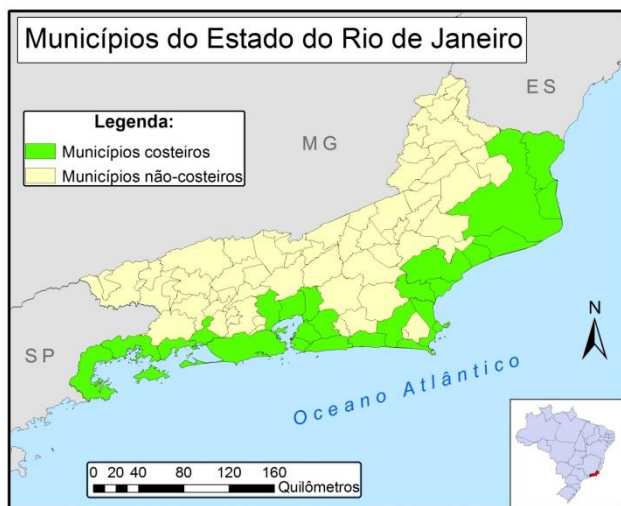 Municípios do Estado do Rio de Janeiro
ES
MG
Legenda:
Municípios costeiros
Municípios não-costeiros
SP
N
Oceano Atlântico
0 20 40 80 120 160
Quilômetros